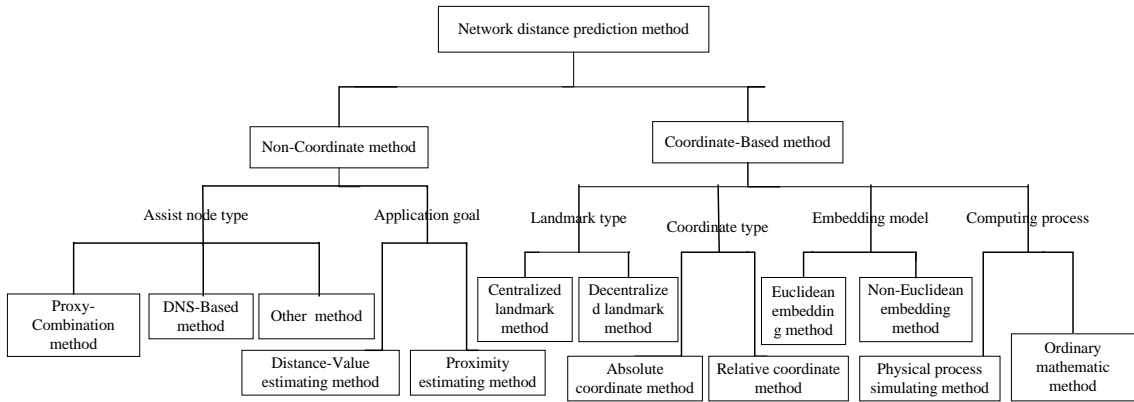 Network distance prediction method
Non-Coordinate method
Coordinate-Based method
Assist node type
Application goal
Landmark type
Coordinate type
Embedding model
Computing process
Proxy-
Combination
method
DNS-Based
method
Other method
Distance-Value
estimating method
Proximity
estimating method
Centralized
landmark
method
Decentralize
d landmark
method
Absolute
coordinate method
Relative coordinate
method
Euclidean
embeddin
g method
Non-Euclidean
embedding
method
Physical process
simulating method
Ordinary
mathematic
method